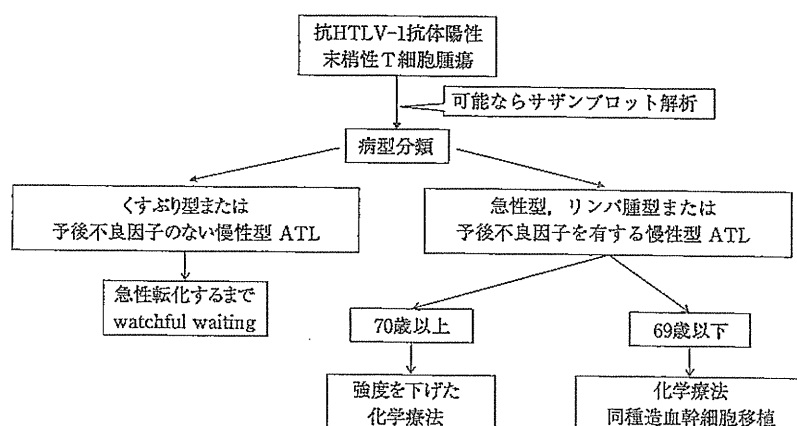 抗HTLV-1抗体陽性
末梢性T細胞腫瘍
可能ならサザンブロット解析
病型分類
くすぶり型または
予後不良因子のない慢性型 ATL
急性型，リンパ腫型または
予後不良因子を有する慢性型 ATL
急性転化するまで
watchful waiting
70歳以上
69歳以下
強度を下げた
化学療法
化学療法
同種造血幹細胞移植